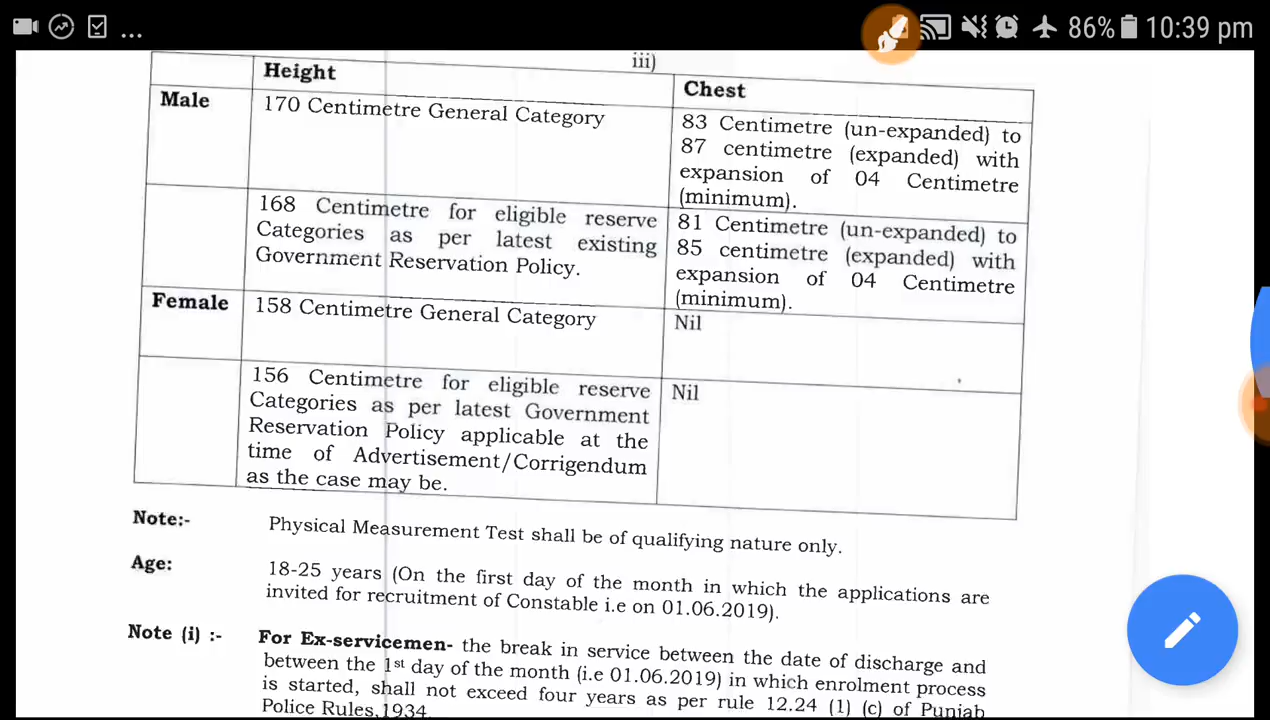 ... 86% 10:39 pm
iii)
Height
Chest
Male
170 Centimetre General Category
83 Centimetre (un-expanded) to
87 centimetre (expanded) with
expansion of 04 Centimetre
(minimum).
168 Centimetre for eligible reserve
Categories as per latest existing
Government Reservation Policy.
81 Centimetre (un-expanded) to
85 centimetre (expanded) with
expansion of 04 Centimetre
(minimum).
Female
158 Centimetre General Category
Nil
156 Centimetre for eligible reserve
Categories as per latest Government
Reservation Policy applicable at the
time of Advertisement/Corrigendum
as the case may be.
Nil
Note:- Physical Measurement Test shall be of qualifying nature only.
Age: 18-25 years (On the first day of the month in which the applications are
invited for recruitment of Constable i.e on 01.06.2019).
Note (i) :- For Ex-servicemen- the break in service between the date of discharge and
between the 1st day of the month (i.e 01.06.2019) in which enrolment process
is started, shall not exceed four years as per rule 12.24 (1) (c) of Punjab
Police Rules,1934.